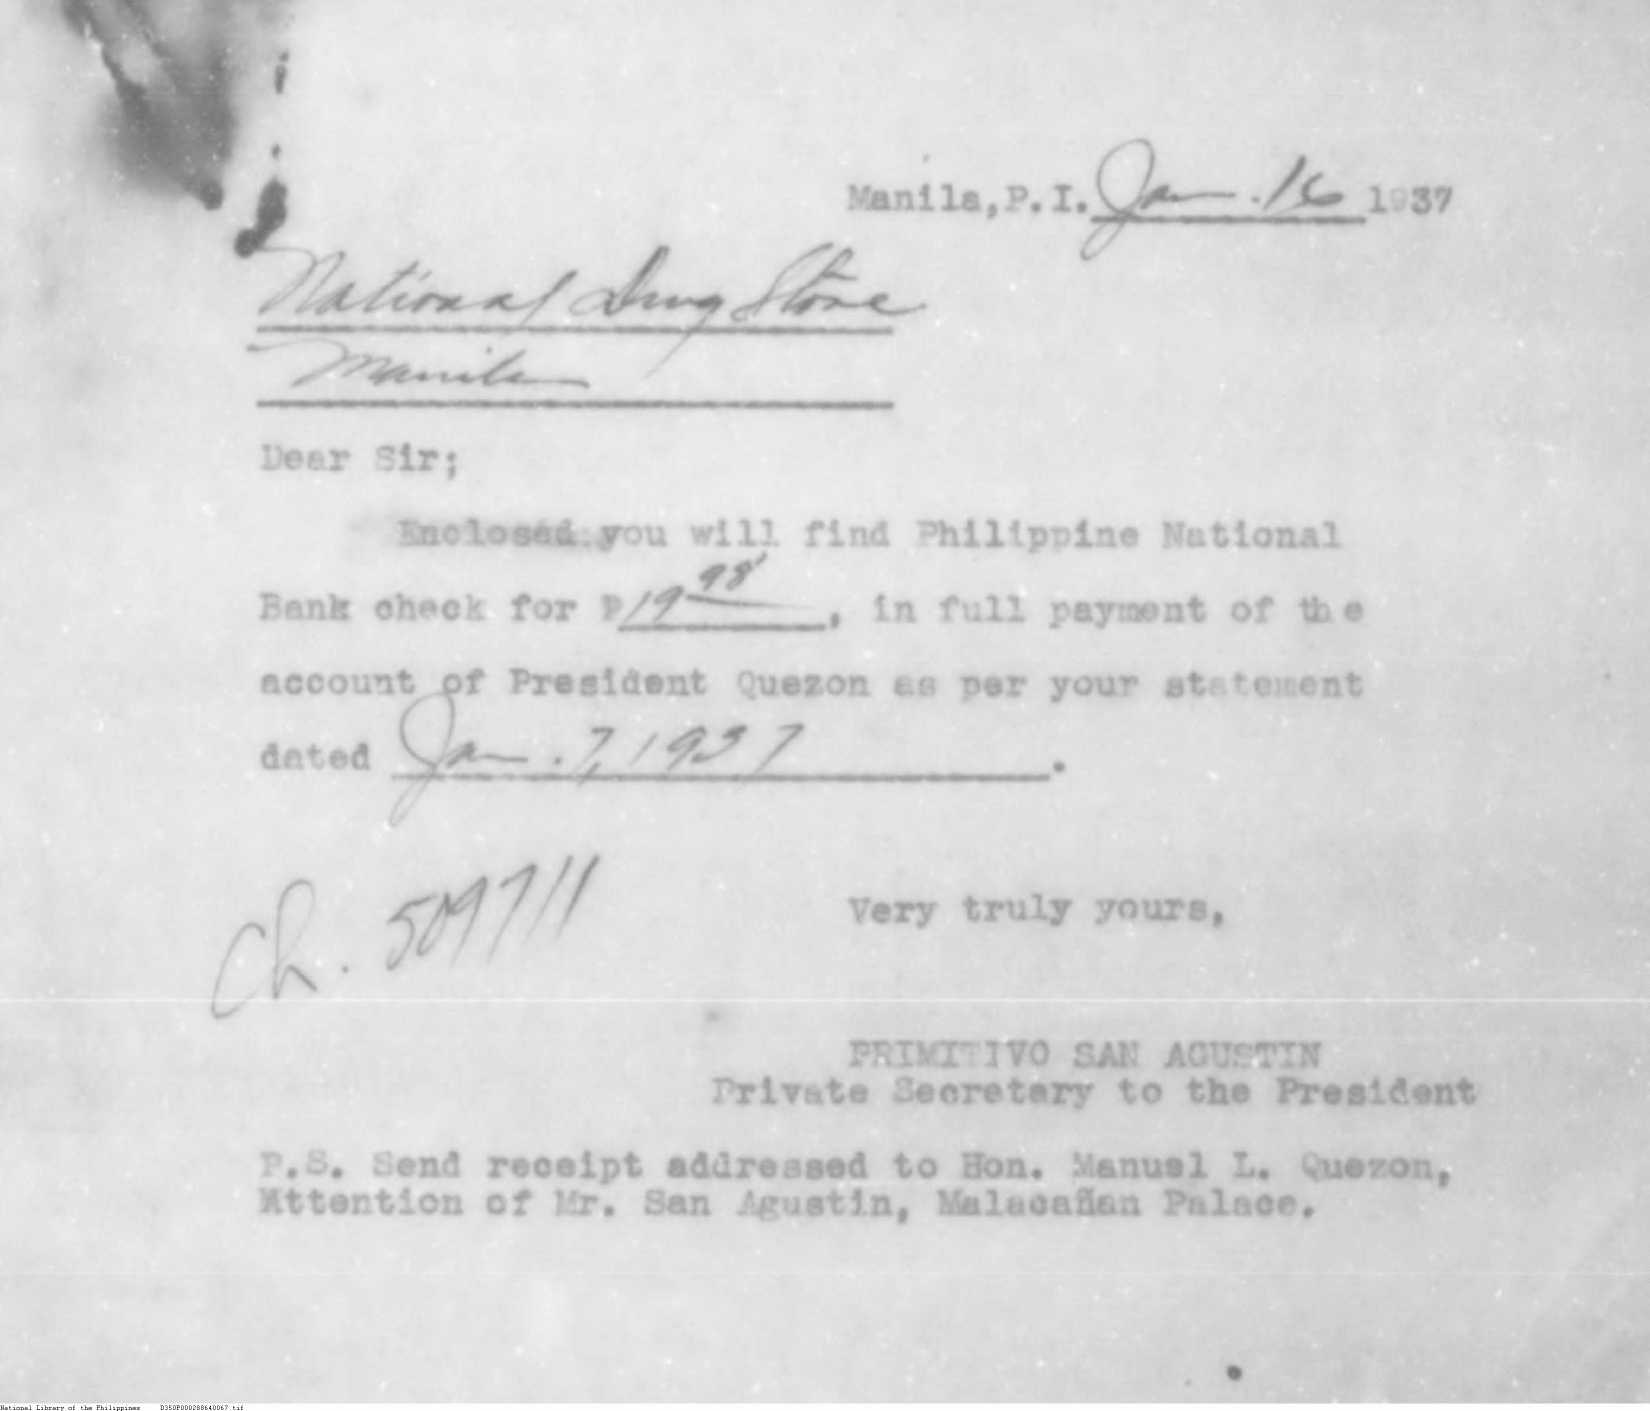 Manila, P.I. Jan. 16 1937
National Drug Store
Manila
Dear Sir;
Enclosed you will find Philippine National
Bank check for ₱19 98, in full payment of the
account of President Quezon as per your statement
dated Jan. 7, 1937.
Ch. 509711
Very truly yours,
PRIMITIVO SAN AGUSTIN
Private Secretary to the President
P.S. Send receipt addressed to Hon. Manuel L. Quezon,
Attention of Mr. San Agustin, Malacañan Palace.
National Library of the Philippines D350P000288640067.tif